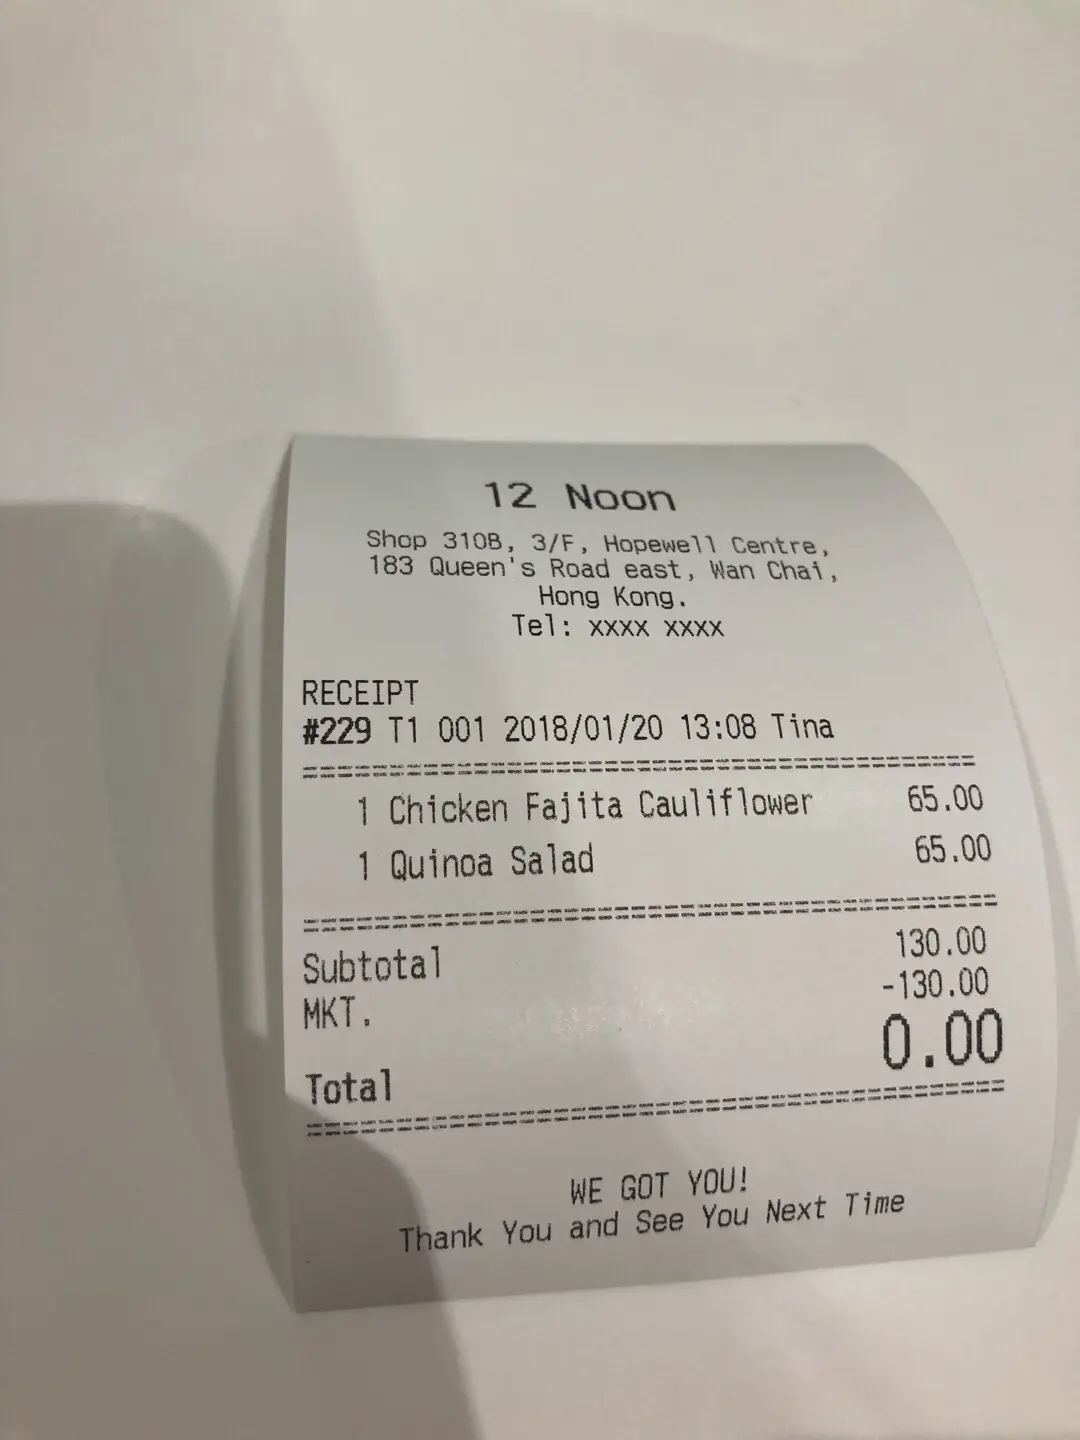 12 Noon
Shop 310B, 3/F, Hopewell Centre,
183 Queen's Road east, Wan Chai,
Hong Kong.
Tel: xxxx xxxx
RECEIPT
#229 T1 001 2018/01/20 13:08 Tina
1 Chicken Fajita Cauliflower 65.00
1 Quinoa Salad 65.00
Subtotal 130.00
MKT. -130.00
Total 0.00
WE GOT YOU!
Thank You and See You Next Time